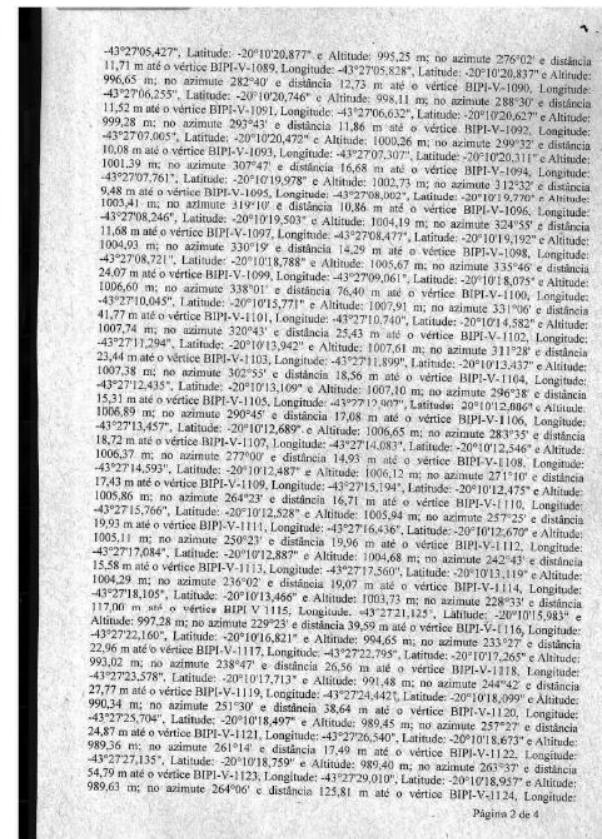 -43°27'05,427", Latitude: -20°10'20,877" e Altitude: 995,25 m; no azimute 276°02' e distância
11,71 m até o vértice BIPI-V-1089, Longitude: -43°27'05,828", Latitude: -20°10'20,837" e Altitude:
996,65 m; no azimute 282°40' e distância 12,73 m até o vértice BIPI-V-1090, Longitude:
-43°27'06,255", Latitude: -20°10'20,746" e Altitude: 998,11 m; no azimute 288°30' e distância
11,52 m até o vértice BIPI-V-1091, Longitude: -43°27'06,632", Latitude: -20°10'20,627" e Altitude:
999,28 m; no azimute 293°43' e distância 11,86 m até o vértice BIPI-V-1092, Longitude:
-43°27'07,005", Latitude: -20°10'20,472" e Altitude: 1000,26 m; no azimute 299°32' e distância
10,08 m até o vértice BIPI-V-1093, Longitude: -43°27'07,307", Latitude: -20°10'20,311" e Altitude:
1001,39 m; no azimute 307°47' e distância 16,68 m até o vértice BIPI-V-1094, Longitude:
-43°27'07,761", Latitude: -20°10'19,978" e Altitude: 1002,73 m; no azimute 312°32' e distância
9,48 m até o vértice BIPI-V-1095, Longitude: -43°27'08,002", Latitude: -20°10'19,770" e Altitude:
1003,41 m; no azimute 319°10' e distância 10,86 m até o vértice BIPI-V-1096, Longitude:
-43°27'08,246", Latitude: -20°10'19,503" e Altitude: 1004,19 m; no azimute 324°55' e distância
11,68 m até o vértice BIPI-V-1097, Longitude: -43°27'08,477", Latitude: -20°10'19,192" e Altitude:
1004,93 m; no azimute 330°19' e distância 14,29 m até o vértice BIPI-V-1098, Longitude:
-43°27'08,721", Latitude: -20°10'18,788" e Altitude: 1005,67 m; no azimute 335°46' e distância
24,07 m até o vértice BIPI-V-1099, Longitude: -43°27'09,061", Latitude: -20°10'18,075" e Altitude:
1006,60 m; no azimute 338°01' e distância 76,40 m até o vértice BIPI-V-1100, Longitude:
-43°27'10,045", Latitude: -20°10'15,771" e Altitude: 1007,91 m; no azimute 331°06' e distância
41,77 m até o vértice BIPI-V-1101, Longitude: -43°27'10,740", Latitude: -20°10'14,582" e Altitude:
1007,74 m; no azimute 320°43' e distância 25,43 m até o vértice BIPI-V-1102, Longitude:
-43°27'11,294", Latitude: -20°10'13,942" e Altitude: 1007,61 m; no azimute 311°28' e distância
23,44 m até o vértice BIPI-V-1103, Longitude: -43°27'11,899", Latitude: -20°10'13,437" e Altitude:
1007,38 m; no azimute 302°55' e distância 18,56 m até o vértice BIPI-V-1104, Longitude:
-43°27'12,435", Latitude: -20°10'13,109" e Altitude: 1007,10 m; no azimute 296°38' e distância
15,31 m até o vértice BIPI-V-1105, Longitude: -43°27'12,907", Latitude: -20°10'12,886" e Altitude:
1006,89 m; no azimute 290°45' e distância 17,08 m até o vértice BIPI-V-1106, Longitude:
-43°27'13,457", Latitude: -20°10'12,689" e Altitude: 1006,65 m; no azimute 283°35' e distância
18,72 m até o vértice BIPI-V-1107, Longitude: -43°27'14,083", Latitude: -20°10'12,546" e Altitude:
1006,37 m; no azimute 277°00' e distância 14,93 m até o vértice BIPI-V-1108, Longitude:
-43°27'14,593", Latitude: -20°10'12,487" e Altitude: 1006,12 m; no azimute 271°10' e distância
17,43 m até o vértice BIPI-V-1109, Longitude: -43°27'15,194", Latitude: -20°10'12,475" e Altitude:
1005,86 m; no azimute 264°23' e distância 16,71 m até o vértice BIPI-V-1110, Longitude:
-43°27'15,766", Latitude: -20°10'12,528" e Altitude: 1005,94 m; no azimute 257°25' e distância
19,93 m até o vértice BIPI-V-1111, Longitude: -43°27'16,436", Latitude: -20°10'12,670" e Altitude:
1005,11 m; no azimute 250°23' e distância 19,96 m até o vértice BIPI-V-1112, Longitude:
-43°27'17,084", Latitude: -20°10'12,887" e Altitude: 1004,68 m; no azimute 242°43' e distância
15,58 m até o vértice BIPI-V-1113, Longitude: -43°27'17,560", Latitude: -20°10'13,119" e Altitude:
1004,29 m; no azimute 236°02' e distância 19,07 m até o vértice BIPI-V-1114, Longitude:
-43°27'18,105", Latitude: -20°10'13,466" e Altitude: 1003,73 m; no azimute 228°33' e distância
117,00 m até o vértice BIPI-V-1115, Longitude: -43°27'21,125", Latitude: -20°10'15,983" e
Altitude: 997,28 m; no azimute 229°23' e distância 39,59 m até o vértice BIPI-V-1116, Longitude:
-43°27'22,160", Latitude: -20°10'16,821" e Altitude: 994,65 m; no azimute 233°27' e distância
22,96 m até o vértice BIPI-V-1117, Longitude: -43°27'22,795", Latitude: -20°10'17,265" e Altitude:
993,02 m; no azimute 238°47' e distância 26,56 m até o vértice BIPI-V-1118, Longitude:
-43°27'23,578", Latitude: -20°10'17,713" e Altitude: 991,48 m; no azimute 244°42' e distância
27,77 m até o vértice BIPI-V-1119, Longitude: -43°27'24,442", Latitude: -20°10'18,099" e Altitude:
990,34 m; no azimute 251°30' e distância 38,64 m até o vértice BIPI-V-1120, Longitude:
-43°27'25,704", Latitude: -20°10'18,497" e Altitude: 989,45 m; no azimute 257°27' e distância
24,87 m até o vértice BIPI-V-1121, Longitude: -43°27'26,540", Latitude: -20°10'18,673" e Altitude:
989,36 m; no azimute 261°14' e distância 17,49 m até o vértice BIPI-V-1122, Longitude:
-43°27'27,135", Latitude: -20°10'18,759" e Altitude: 989,40 m; no azimute 263°37' e distância
54,79 m até o vértice BIPI-V-1123, Longitude: -43°27'29,010", Latitude: -20°10'18,957" e Altitude:
989,63 m; no azimute 264°06' e distância 125,81 m até o vértice BIPI-V-1124, Longitude:
Página 2 de 4